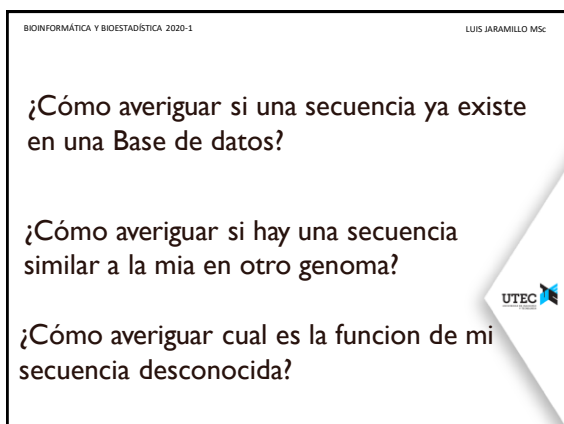 BIOINFORMÁTICA Y BIOESTADÍSTICA 2020-1
LUIS JARAMILLO MSc
¿Cómo averiguar si una secuencia ya existe
en una Base de datos?
¿Cómo averiguar si hay una secuencia
similar a la mia en otro genoma?
UTEC
¿Cómo averiguar cual es la funcion de mi
secuencia desconocida?